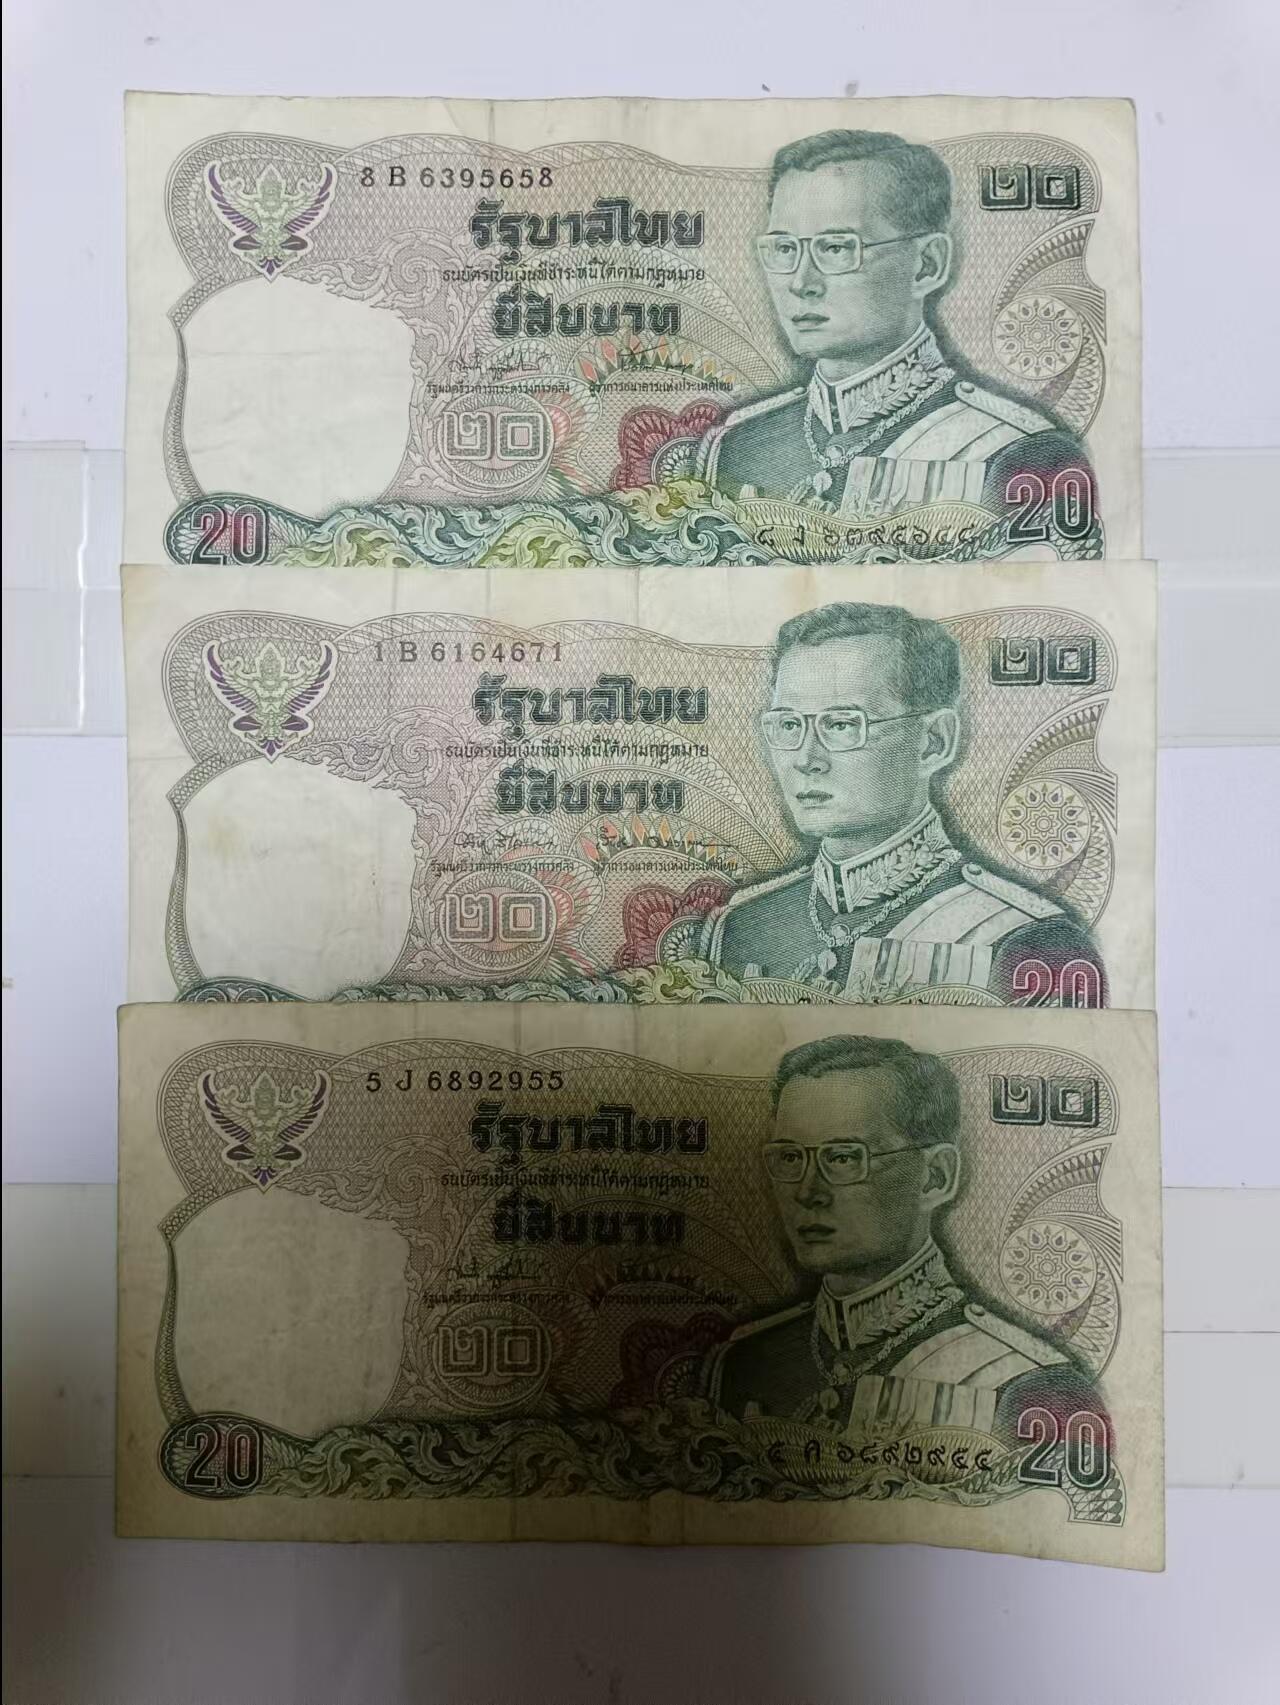 8 B 6395658
๒๐
รัฐบาลไทย
ธนบัตรเป็นเงินที่ชำระหนี้ได้ตามกฎหมาย
ยี่สิบบาท
รัฐมนตรีว่าการกระทรวงการคลัง ผู้ว่าการธนาคารแห่งประเทศไทย
๒๐
20 20
1 B 6164671
๒๐
รัฐบาลไทย
ธนบัตรเป็นเงินที่ชำระหนี้ได้ตามกฎหมาย
ยี่สิบบาท
รัฐมนตรีว่าการกระทรวงการคลัง ผู้ว่าการธนาคารแห่งประเทศไทย
๒๐
20
5 J 6892955
๒๐
รัฐบาลไทย
ธนบัตรเป็นเงินที่ชำระหนี้ได้ตามกฎหมาย
ยี่สิบบาท
รัฐมนตรีว่าการกระทรวงการคลัง ผู้ว่าการธนาคารแห่งประเทศไทย
๒๐
20 ๕ ค ๖๘๙๒๙๕๕ 20